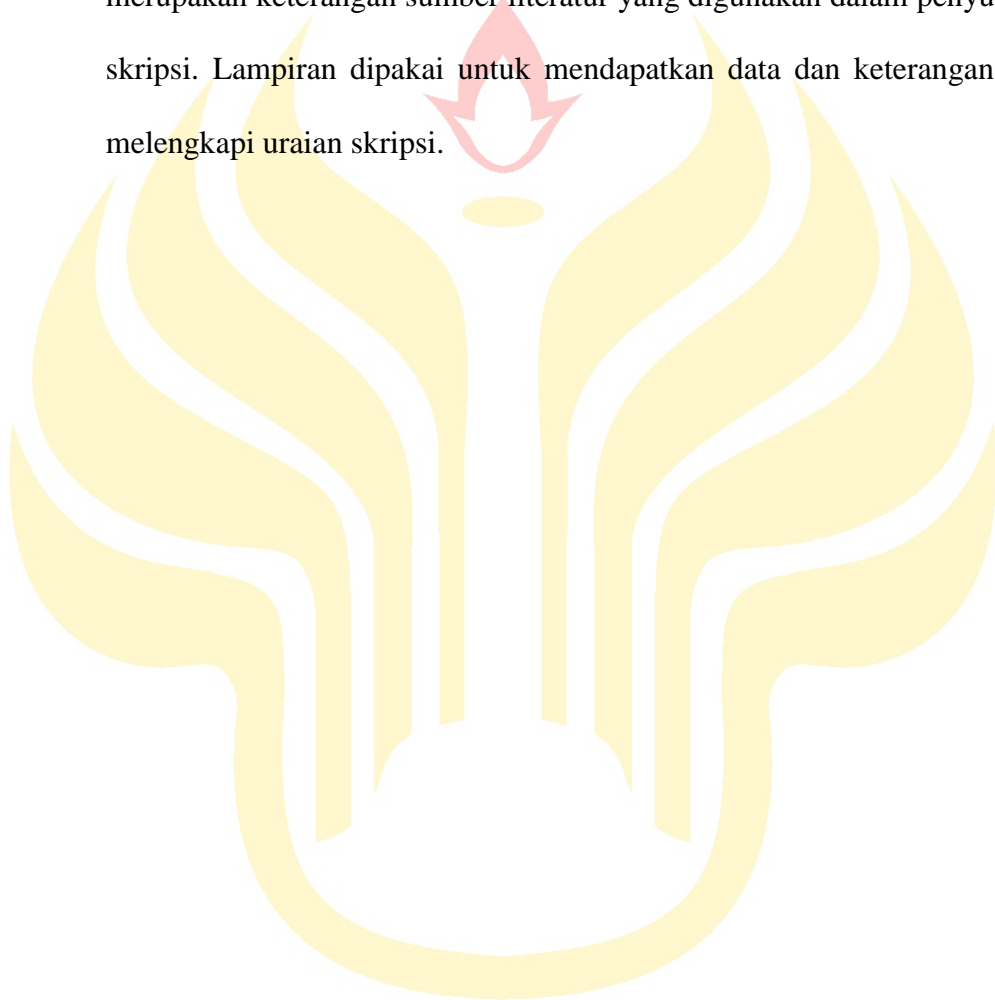 merupakan keterangan sumber literatur yang digunakan dalam penyu
skripsi. Lampiran dipakai untuk mendapatkan data dan keterangan
melengkapi uraian skripsi.